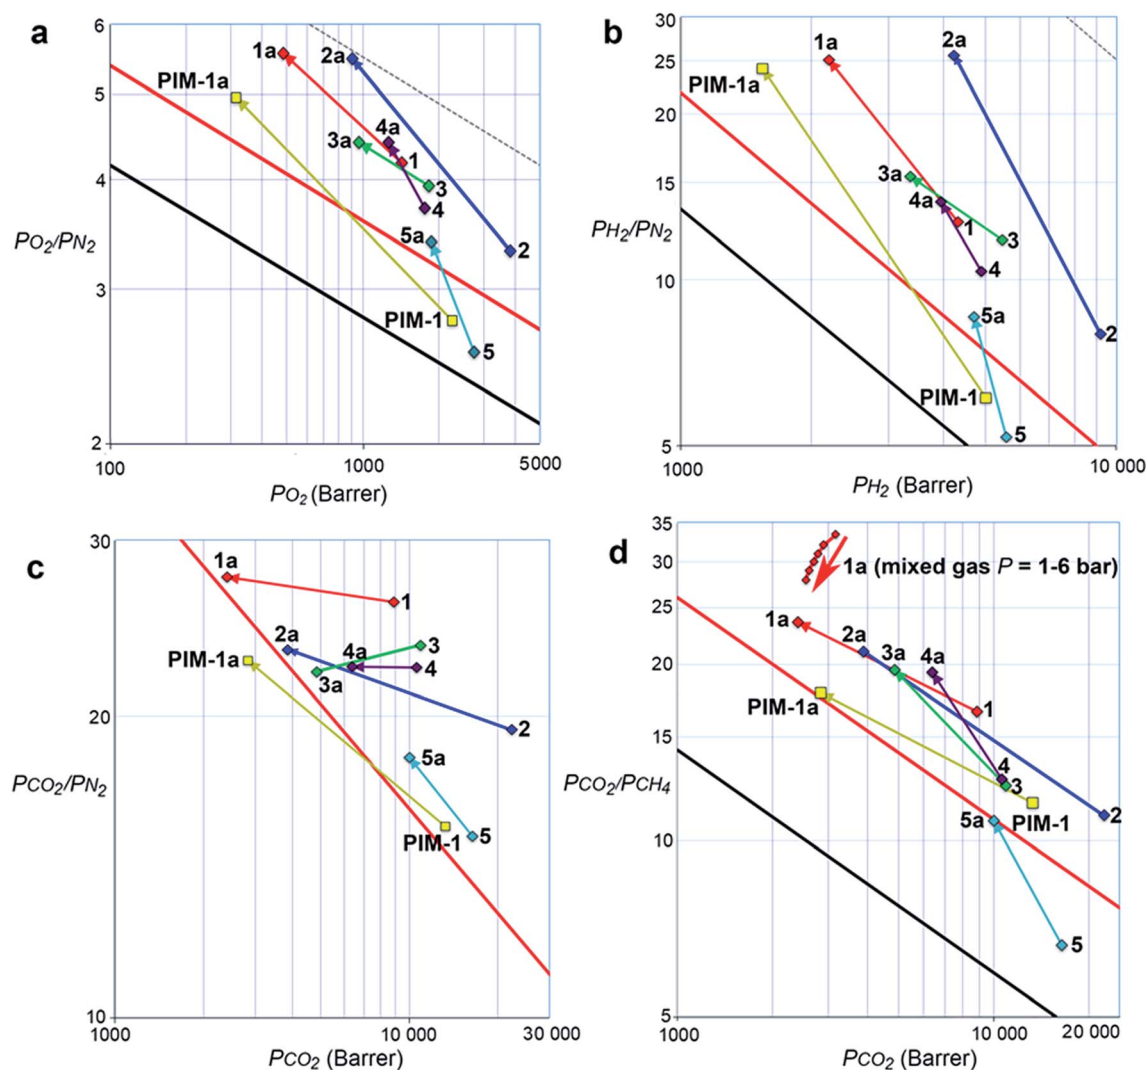 a
6
5
4
3
2
PO2/PN2
1a
2a
PIM-1a
4a
3a
1
3
4
5a
2
PIM-1
5
100
1000
5000
PO2 (Barrer)
b
30
25
20
15
10
5
PH2/PN2
1a
2a
PIM-1a
3a
4a
1
3
4
5a
2
PIM-1
5
1000
10 000
PH2 (Barrer)
c
30
20
10
PCO2/PN2
1a
1
2a
4a
3
PIM-1a
3a
4
2
5a
PIM-1
5
1000
10 000
30 000
PCO2 (Barrer)
d
35
30
25
20
15
10
5
PCO2/PCH4
1a (mixed gas P = 1-6 bar)
1a
2a
3a
4a
PIM-1a
1
4
3
5a
PIM-1
2
5
1000
10 000
20 000
PCO2 (Barrer)